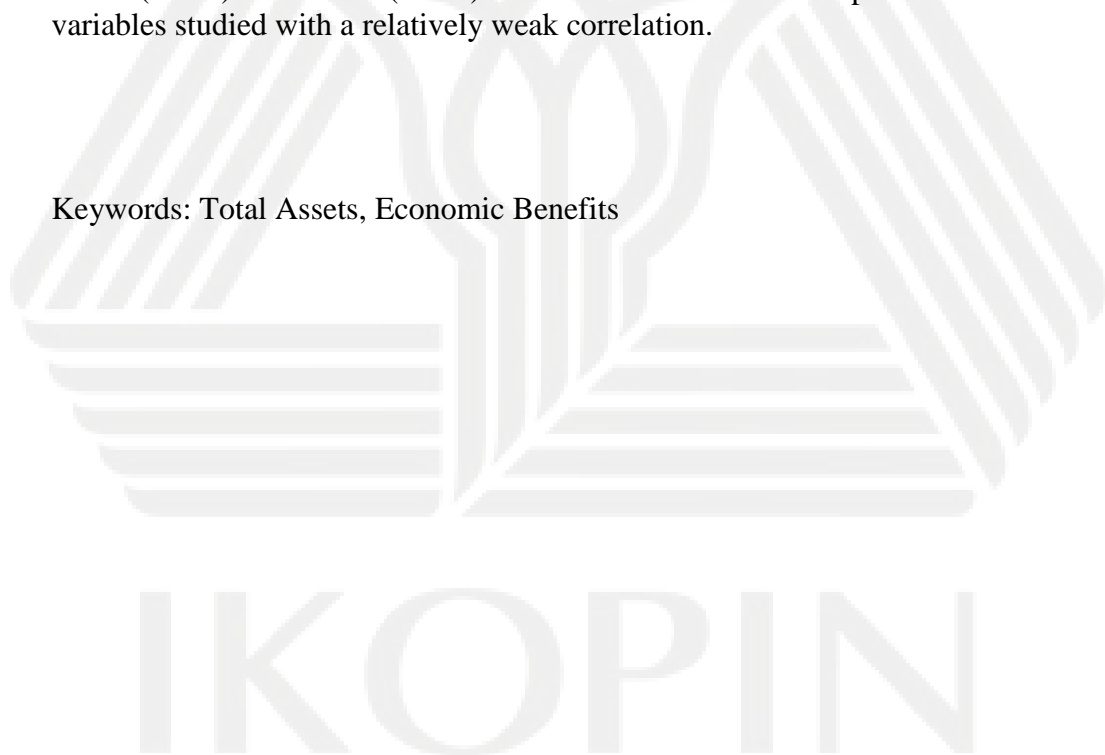 variables studied with a relatively weak correlation.
Keywords: Total Assets, Economic Benefits
IKOPIN